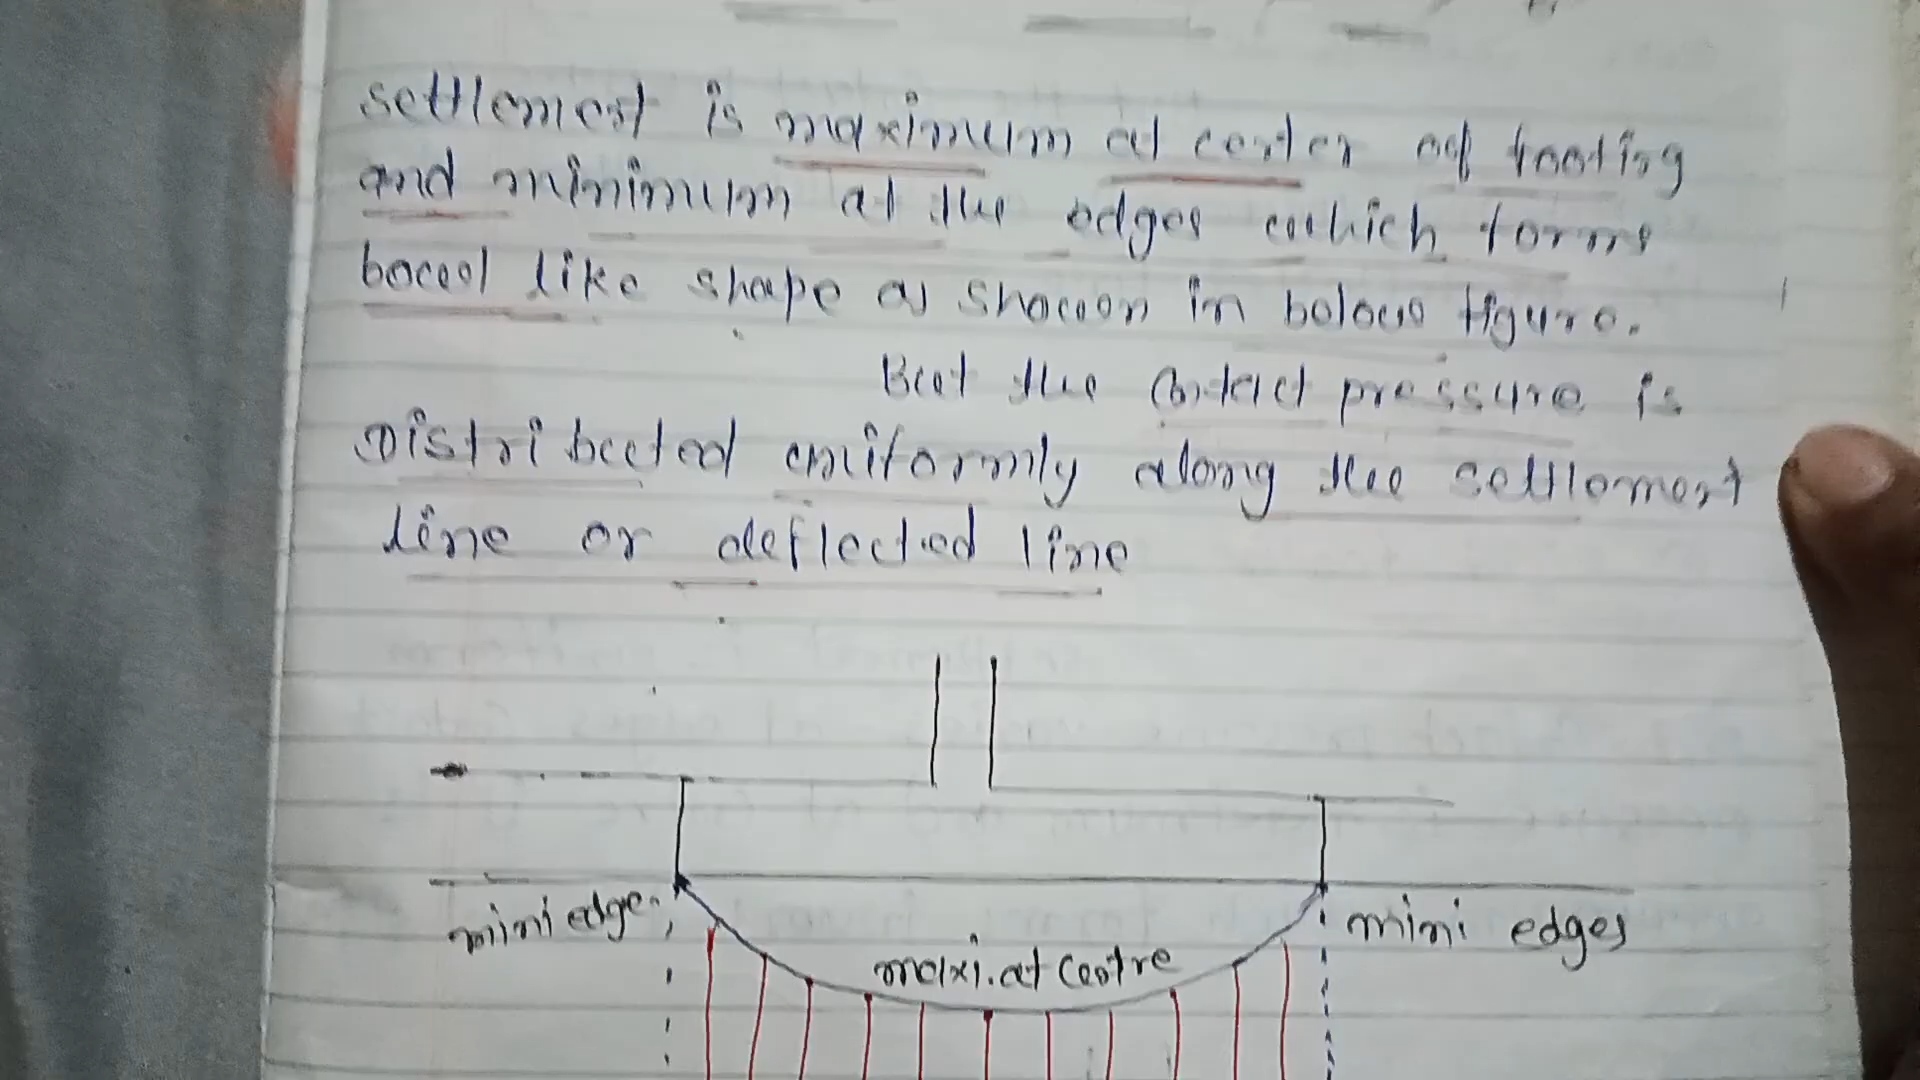 settlement is maximum at center of footing
and minimum at the edges which forms
bowl like shape as shown in below figure.
But the Contact pressure is
Distributed uniformly along the settlement
line or deflected line
mini edge.
maxi. at Centre
mini edges